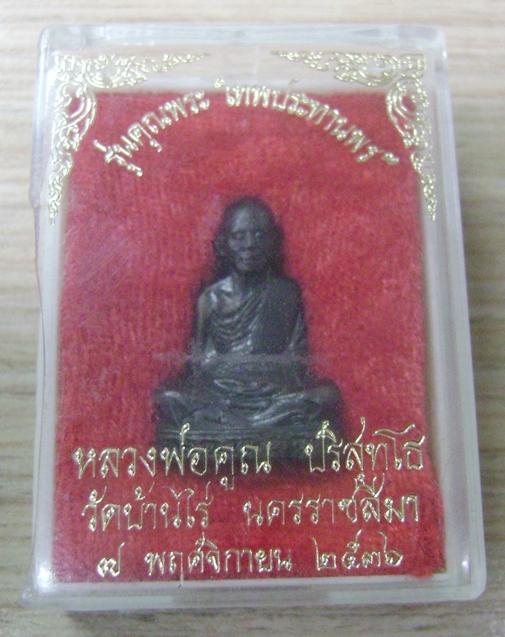 รุ่นคุณพระ "เทพประทานพร"
หลวงพ่อคูณ ปริสุทฺโธ
วัดบ้านไร่ นครราชสีมา
๗ พฤศจิกายน ๒๕๓๖